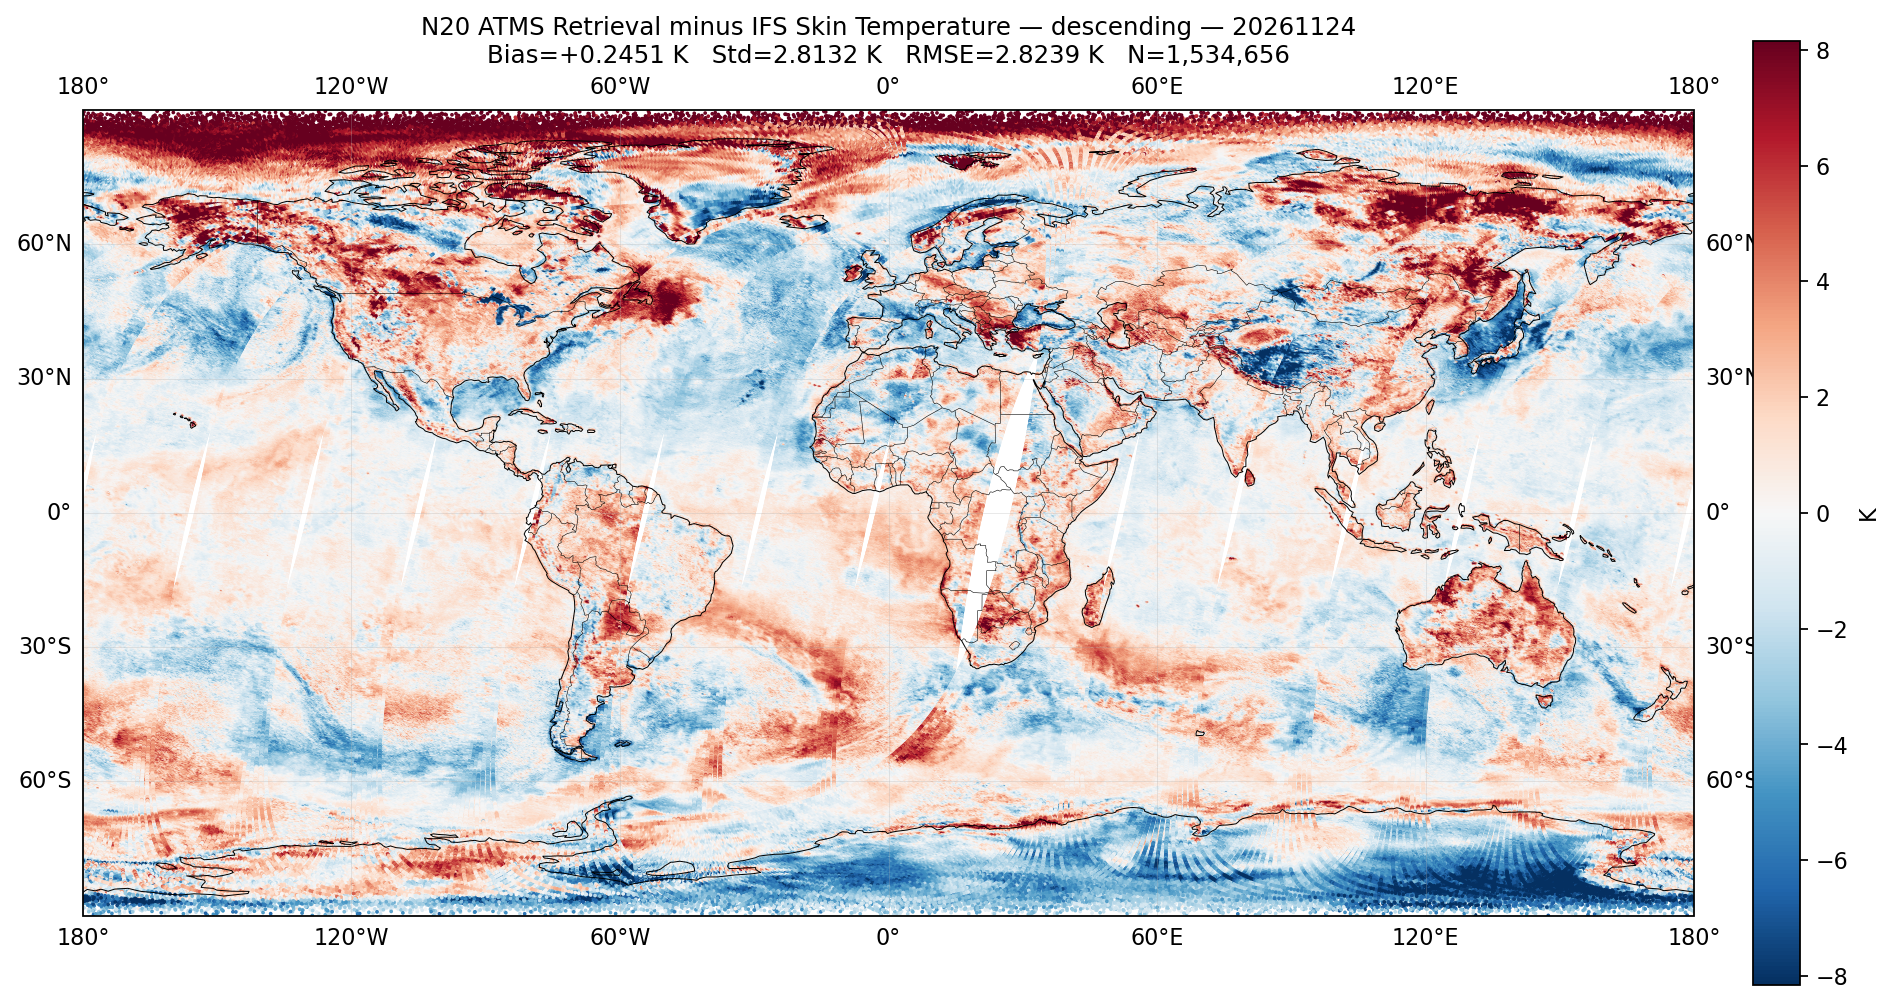 N20 ATMS Retrieval minus IFS Skin Temperature — descending — 20261124
Bias=+0.2451 K   Std=2.8132 K   RMSE=2.8239 K   N=1,534,656
180° 120°W 60°W 0° 60°E 120°E 180°
60°N 60°N
30°N 30°N
0° 0°
30°S 30°S
60°S 60°S
180° 120°W 60°W 0° 60°E 120°E 180°
8
6
4
2
0
−2
−4
−6
−8
K